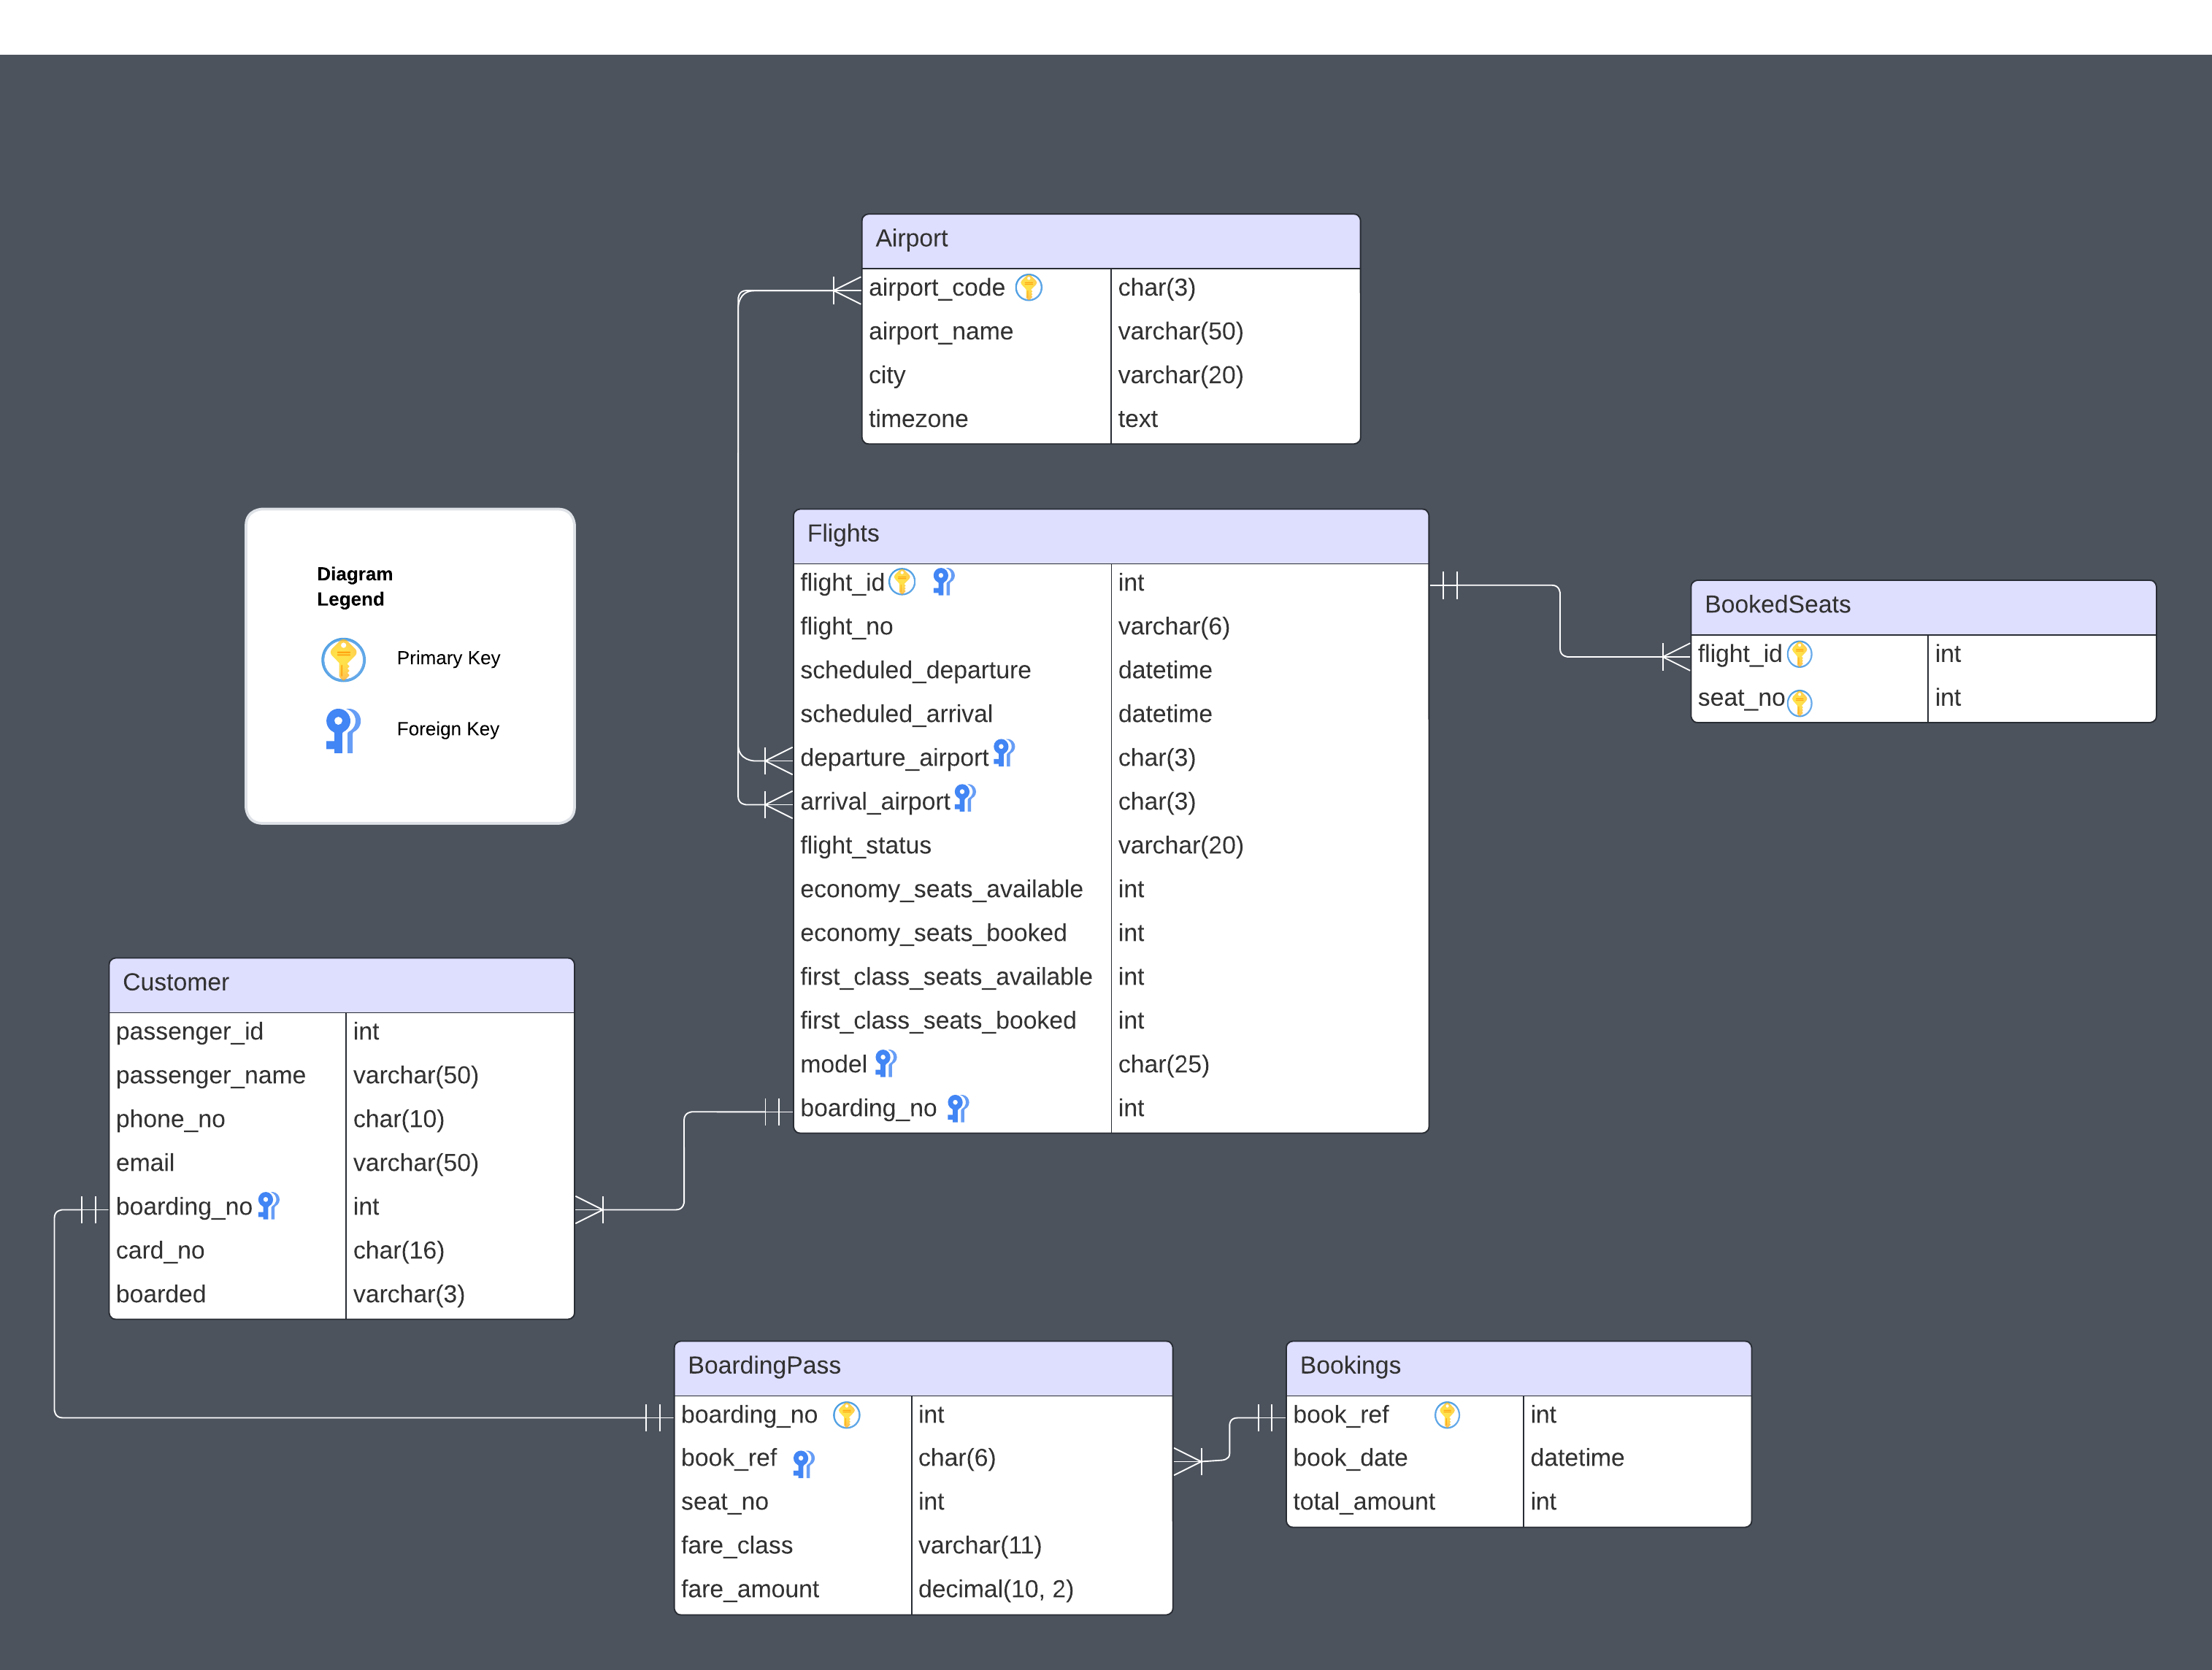 Airport
airport_code char(3)
airport_name varchar(50)
city varchar(20)
timezone text
Diagram
Legend
Primary Key
Foreign Key
Flights
flight_id int
flight_no varchar(6)
scheduled_departure datetime
scheduled_arrival datetime
departure_airport char(3)
arrival_airport char(3)
flight_status varchar(20)
economy_seats_available int
economy_seats_booked int
first_class_seats_available int
first_class_seats_booked int
model char(25)
boarding_no int
BookedSeats
flight_id int
seat_no int
Customer
passenger_id int
passenger_name varchar(50)
phone_no char(10)
email varchar(50)
boarding_no int
card_no char(16)
boarded varchar(3)
BoardingPass
boarding_no int
book_ref char(6)
seat_no int
fare_class varchar(11)
fare_amount decimal(10, 2)
Bookings
book_ref int
book_date datetime
total_amount int